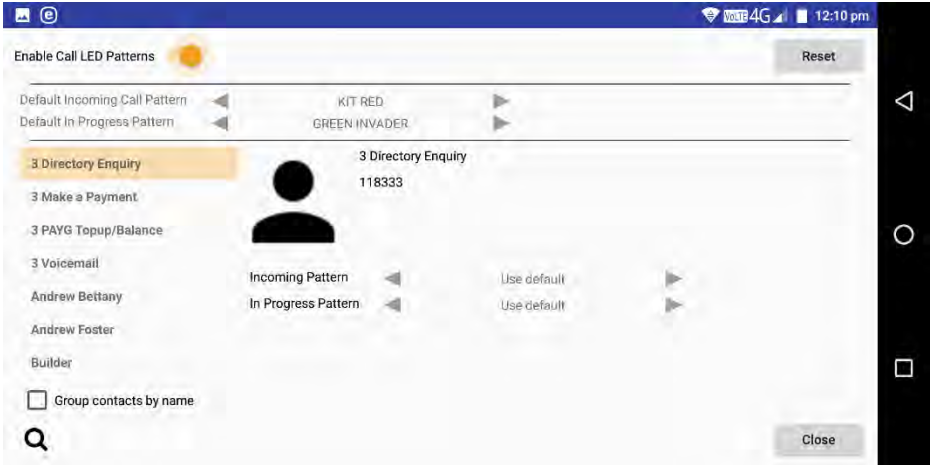 VoLTE 4G 12:10 pm
Enable Call LED Patterns Reset
Default Incoming Call Pattern KIT RED
Default In Progress Pattern GREEN INVADER
3 Directory Enquiry
3 Make a Payment
3 PAYG Topup/Balance
3 Voicemail
Andrew Bettany
Andrew Foster
Builder
Group contacts by name
3 Directory Enquiry
118333
Incoming Pattern Use default
In Progress Pattern Use default
Close